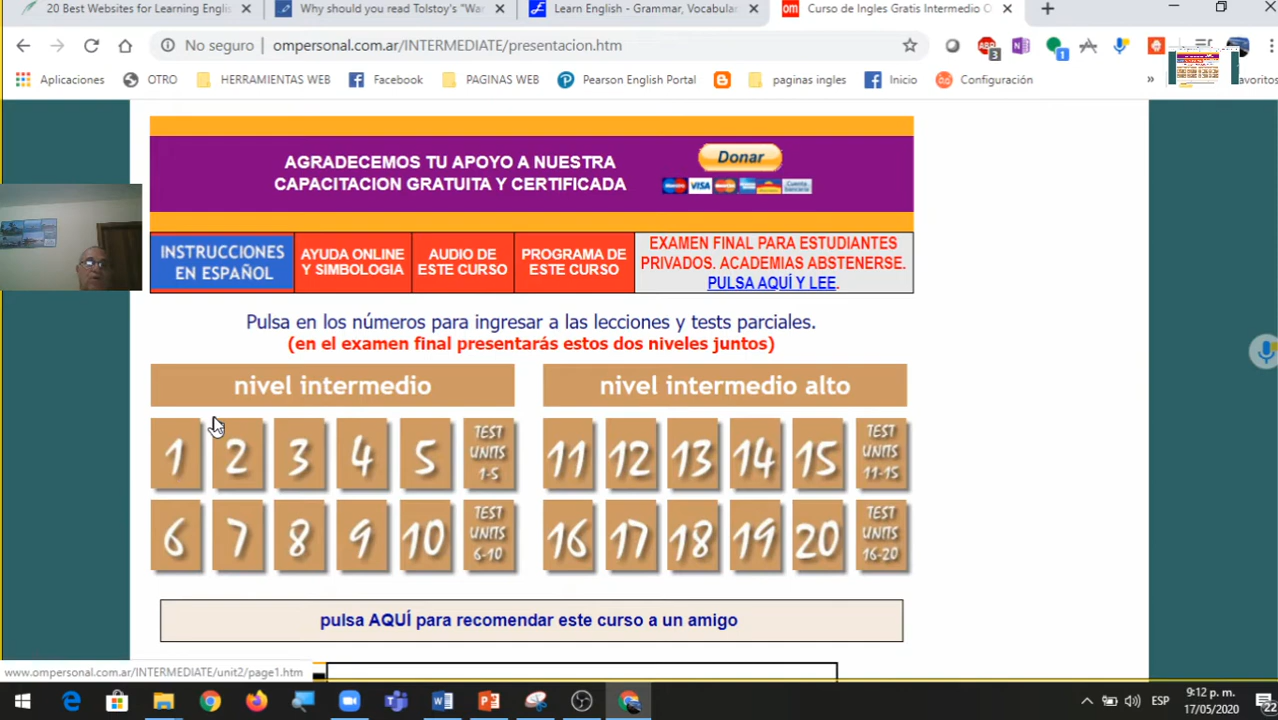 20 Best Websites for Learning Engli
Why should you read Tolstoy's "War
Learn English - Grammar, Vocabular
Curso de Ingles Gratis Intermedio O
No seguro
ompersonal.com.ar/INTERMEDIATE/presentacion.htm
3
1
Aplicaciones
OTRO
HERRAMIENTAS WEB
Facebook
PAGINAS WEB
Pearson English Portal
paginas ingles
Inicio
Configuración
»
AGRADECEMOS TU APOYO A NUESTRA
CAPACITACION GRATUITA Y CERTIFICADA
Donar
VISA
INSTRUCCIONES
EN ESPAÑOL
AYUDA ONLINE
Y SIMBOLOGIA
AUDIO DE
ESTE CURSO
PROGRAMA DE
ESTE CURSO
EXAMEN FINAL PARA ESTUDIANTES
PRIVADOS. ACADEMIAS ABSTENERSE.
PULSA AQUÍ Y LEE.
Pulsa en los números para ingresar a las lecciones y tests parciales.
(en el examen final presentarás estos dos niveles juntos)
nivel intermedio
nivel intermedio alto
1 2 3 4 5 TEST UNITS 1-5
11 12 13 14 15 TEST UNITS 11-15
6 7 8 9 10 TEST UNITS 6-10
16 17 18 19 20 TEST UNITS 16-20
pulsa AQUÍ para recomendar este curso a un amigo
www.ompersonal.com.ar/INTERMEDIATE/unit2/page1.htm
ESP
9:12 p. m.
17/05/2020
22